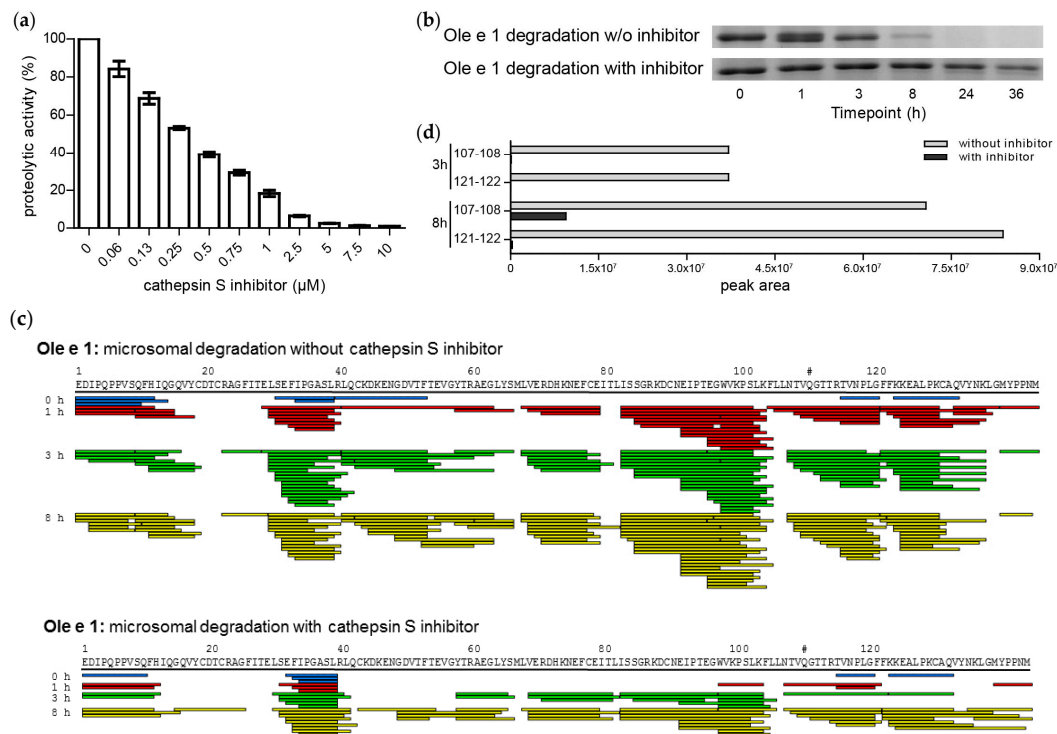 (a)
proteolytic activity (%)
100
80
60
40
20
0
0 0.06 0.13 0.25 0.5 0.75 1 2.5 5 7.5 10
cathepsin S inhibitor (µM)
(b)
Ole e 1 degradation w/o inhibitor
Ole e 1 degradation with inhibitor
0 1 3 8 24 36
Timepoint (h)
(d)
without inhibitor
with inhibitor
3h
107-108
121-122
8h
107-108
121-122
0 1.5x10⁷ 3.0x10⁷ 4.5x10⁷ 6.0x10⁷ 7.5x10⁷ 9.0x10⁷
peak area
(c)
Ole e 1: microsomal degradation without cathepsin S inhibitor
1 20 40 60 80 100 # 120
EDIPQPPVSQFHIQGQVYCDTCRAGFITELSEFIPGASLRLQCKDKENGDVTFTEVGYTRAEGLYSMLVERDHKNEFCEITLISSGRKDCNEIPTEGWVKPSLKFLLNTVQGTTRTVNPLGFFKKEALPKCAQVYNKLGMYPPNM
0 h
1 h
3 h
8 h
Ole e 1: microsomal degradation with cathepsin S inhibitor
1 20 40 60 80 100 # 120
EDIPQPPVSQFHIQGQVYCDTCRAGFITELSEFIPGASLRLQCKDKENGDVTFTEVGYTRAEGLYSMLVERDHKNEFCEITLISSGRKDCNEIPTEGWVKPSLKFLLNTVQGTTRTVNPLGFFKKEALPKCAQVYNKLGMYPPNM
0 h
1 h
3 h
8 h